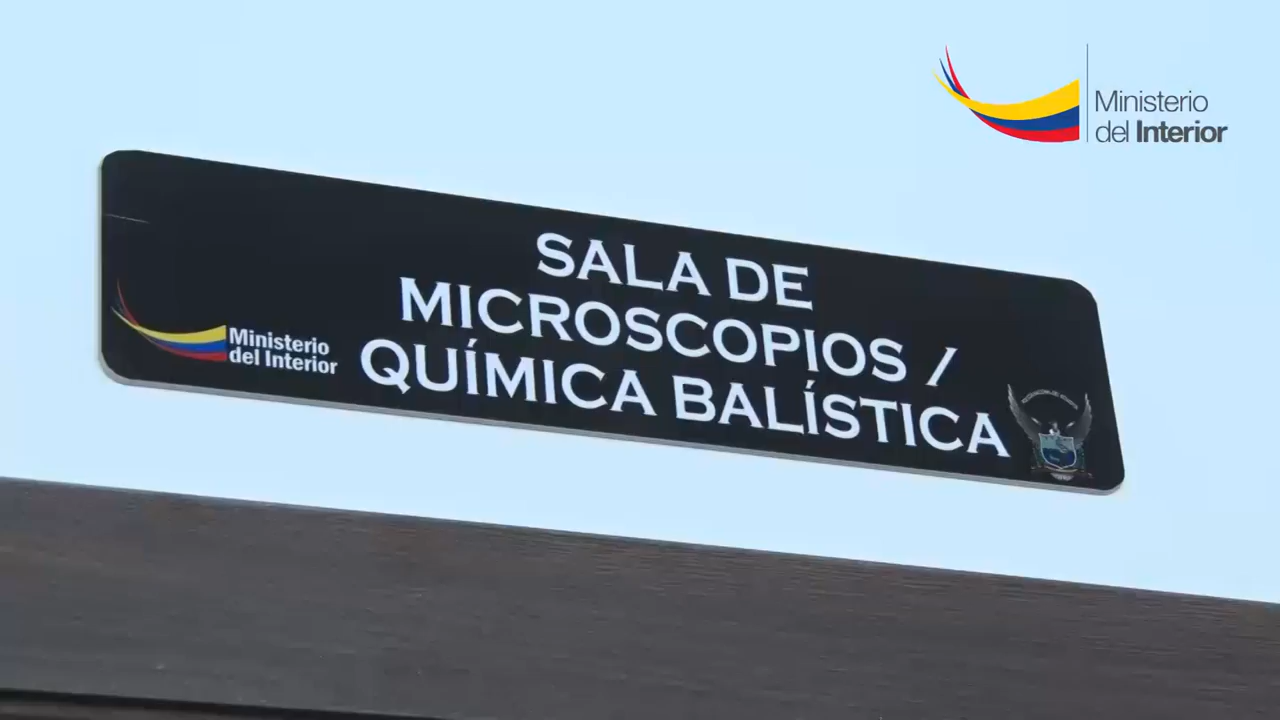 Ministerio
del Interior
SALA DE
MICROSCOPIOS /
QUÍMICA BALÍSTICA
Ministerio
del Interior